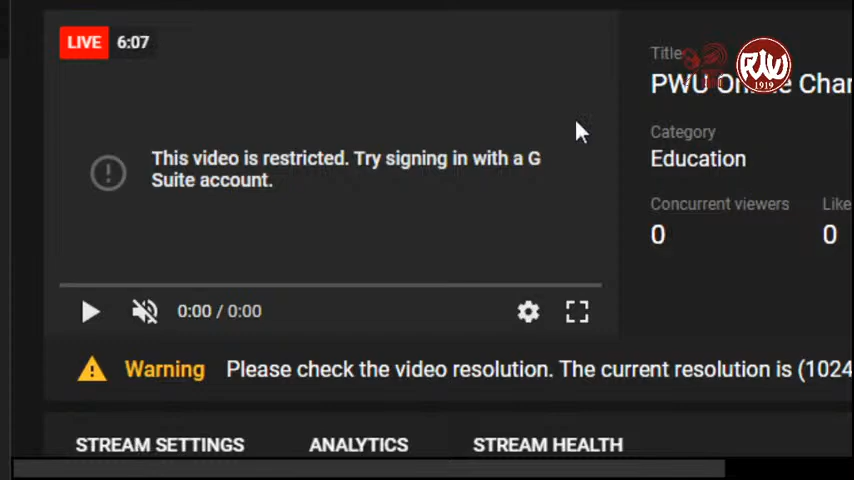 LIVE 6:07
Title
PWU
Category
Education
Concurrent viewers
0
Like
0
This video is restricted. Try signing in with a G
Suite account.
0:00 / 0:00
Warning Please check the video resolution. The current resolution is (1024
STREAM SETTINGS ANALYTICS STREAM HEALTH
1919